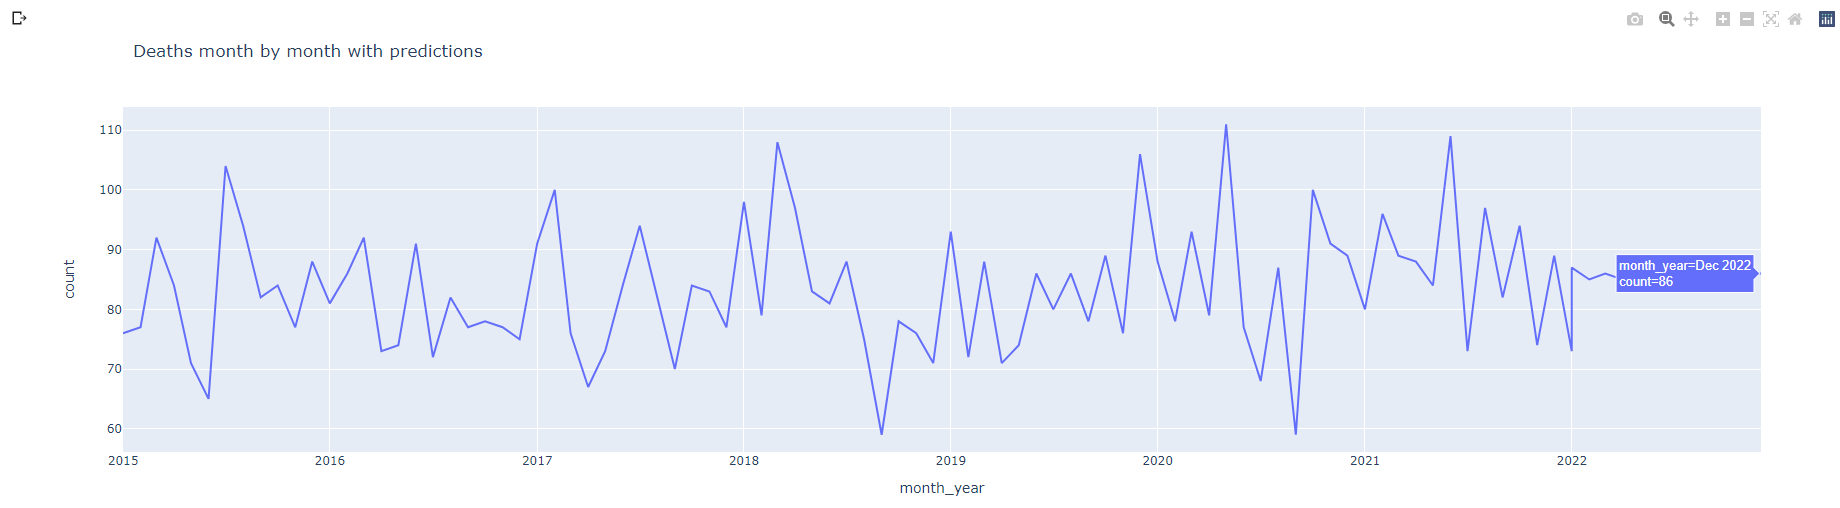 Deaths month by month with predictions
110
100
90
80
70
60
count
month_year=Dec 2022
count=86
2015 2016 2017 2018 2019 2020 2021 2022
month_year